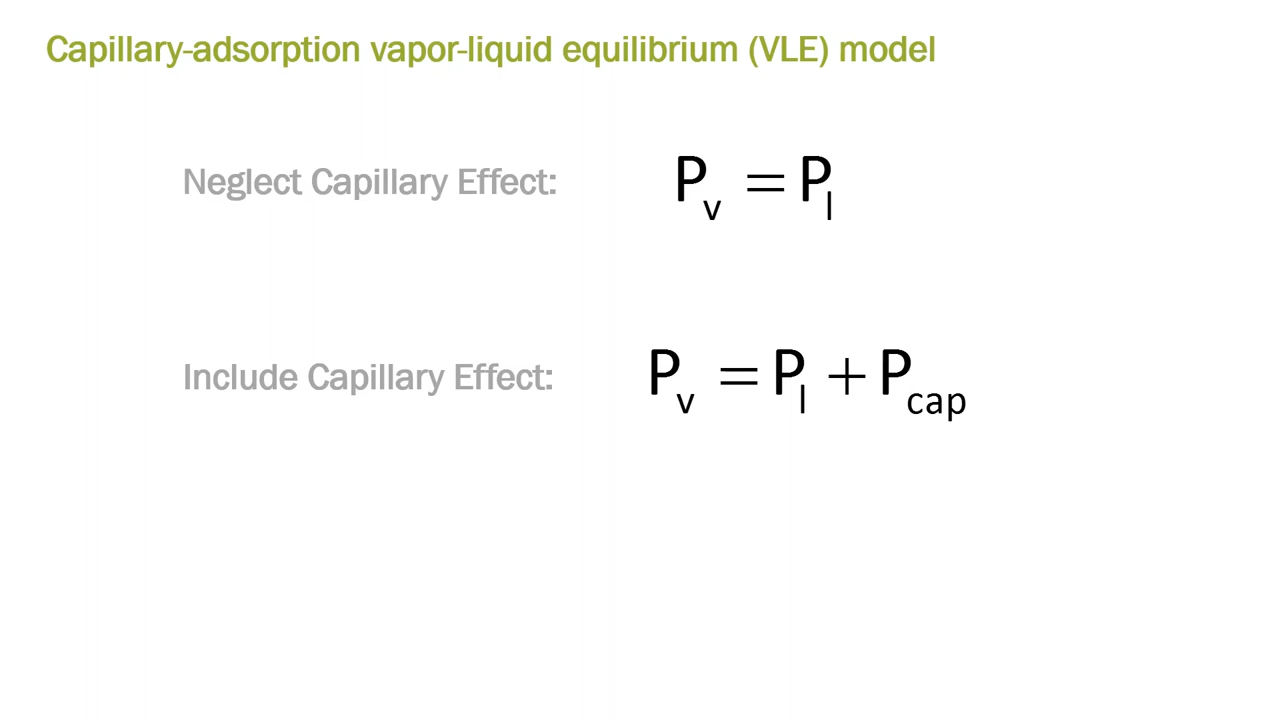 Capillary-adsorption vapor-liquid equilibrium (VLE) model
Neglect Capillary Effect: P_v = P_l
Include Capillary Effect: P_v = P_l + P_cap